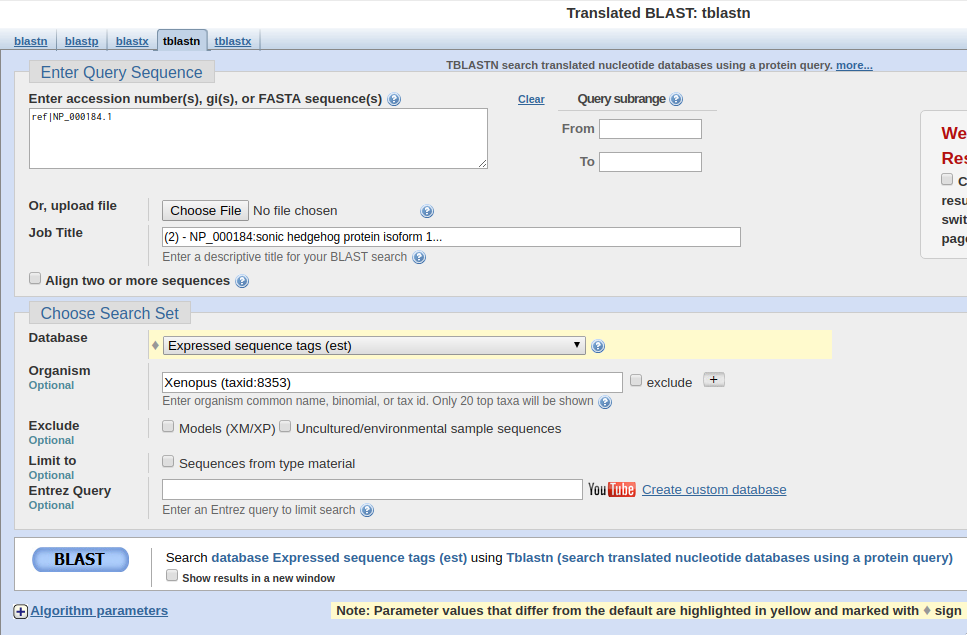 Translated BLAST: tblastn
blastn blastp blastx tblastn tblastx
Enter Query Sequence
TBLASTN search translated nucleotide databases using a protein query. more...
Enter accession number(s), gi(s), or FASTA sequence(s)
Clear
Query subrange
ref|NP_000184.1
From
To
Or, upload file
Choose File No file chosen
Job Title
(2) - NP_000184:sonic hedgehog protein isoform 1...
Enter a descriptive title for your BLAST search
Align two or more sequences
Choose Search Set
Database
Expressed sequence tags (est)
Organism
Optional
Xenopus (taxid:8353)
exclude
+
Enter organism common name, binomial, or tax id. Only 20 top taxa will be shown
Exclude
Optional
Models (XM/XP) Uncultured/environmental sample sequences
Limit to
Optional
Sequences from type material
Entrez Query
Optional
YouTube Create custom database
Enter an Entrez query to limit search
BLAST
Search database Expressed sequence tags (est) using Tblastn (search translated nucleotide databases using a protein query)
Show results in a new window
Algorithm parameters
Note: Parameter values that differ from the default are highlighted in yellow and marked with ♦ sign
We
Res
C
resu
swit
page